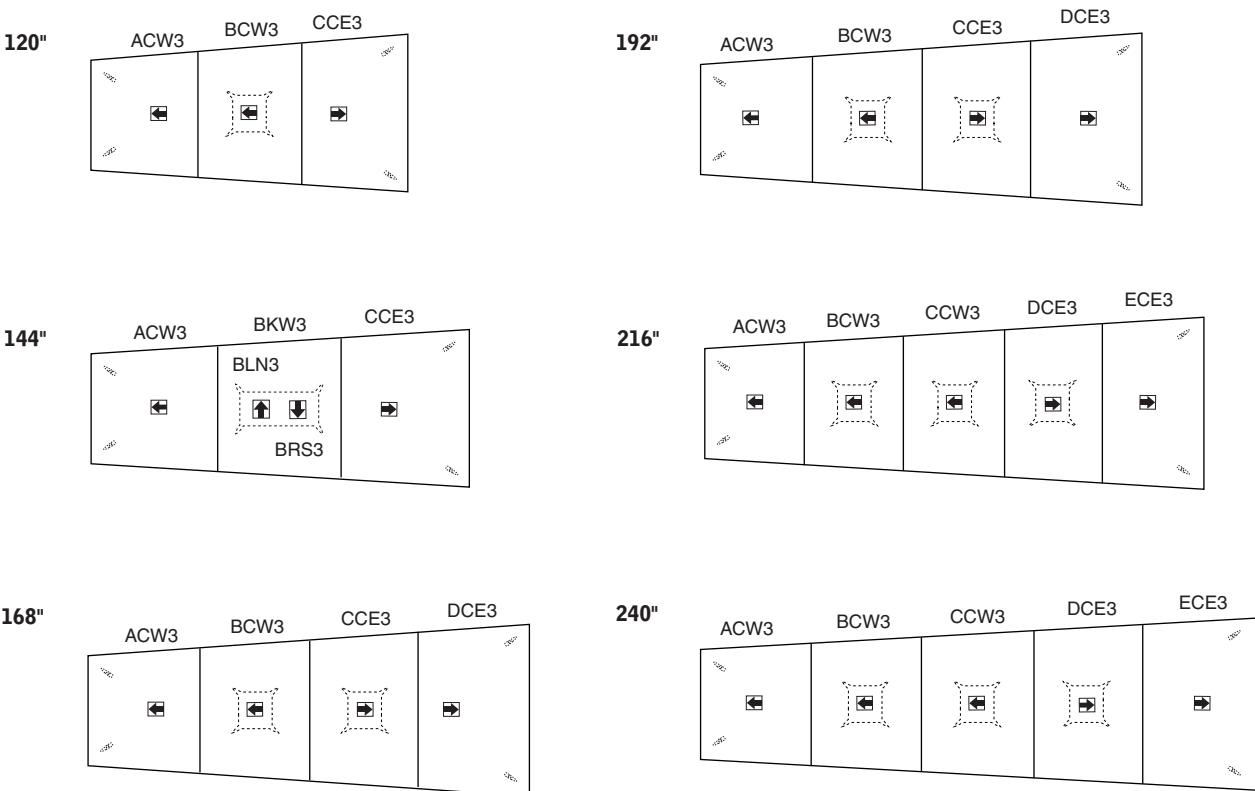 120"
ACW3 BCW3 CCE3
192"
ACW3 BCW3 CCE3 DCE3
144"
ACW3 BKW3 CCE3
BLN3
BRS3
216"
ACW3 BCW3 CCW3 DCE3 ECE3
168"
ACW3 BCW3 CCE3 DCE3
240"
ACW3 BCW3 CCW3 DCE3 ECE3